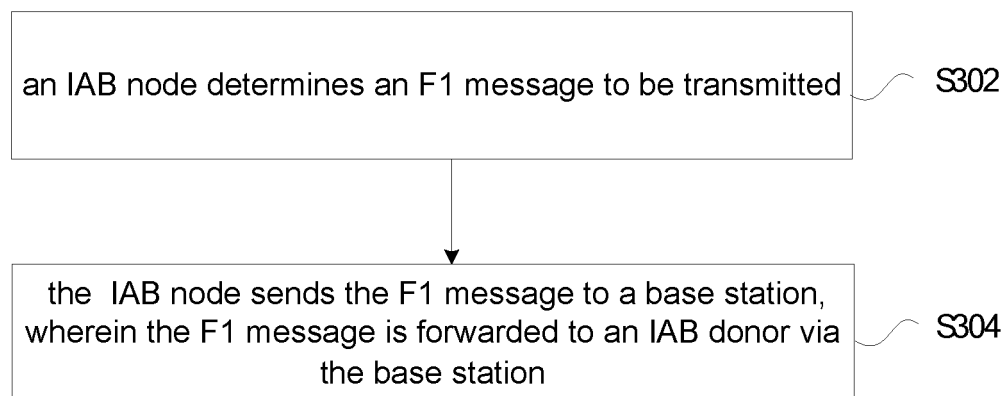 an IAB node determines an F1 message to be transmitted
S302
the IAB node sends the F1 message to a base station,
wherein the F1 message is forwarded to an IAB donor via
the base station
S304